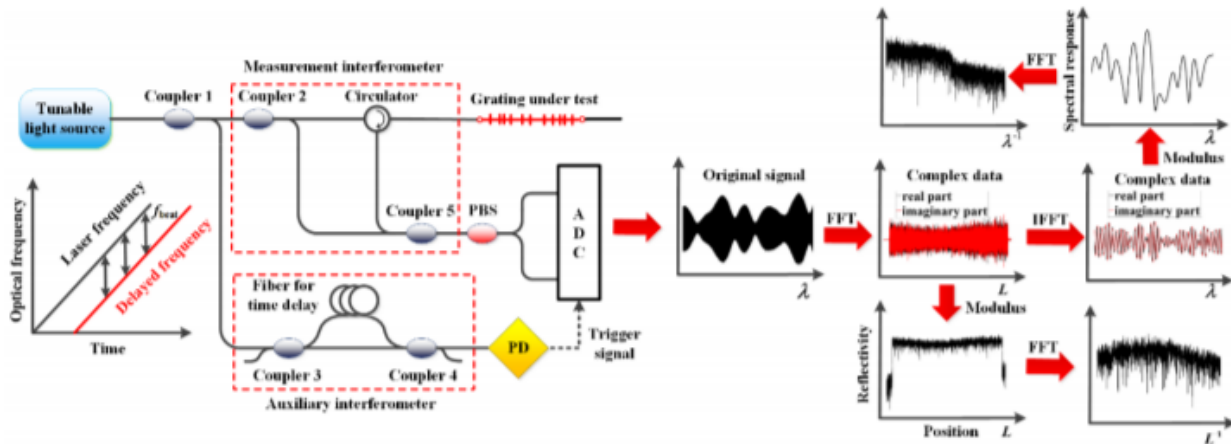 Measurement interferometer
Coupler 1
Coupler 2
Circulator
Grating under test
Tunable
light source
Optical frequency
Laser frequency
f_beat
Delayed frequency
Time
Coupler 5
PBS
A
D
C
Fiber for
time delay
Coupler 3
Coupler 4
PD
Trigger
signal
Auxiliary interferometer
Original signal
λ
FFT
Complex data
real part
imaginary part
L
IFFT
Complex data
real part
imaginary part
λ
Modulus
Spectral response
λ
FFT
λ⁻¹
Modulus
Reflectivity
Position
L
FFT
L⁻¹